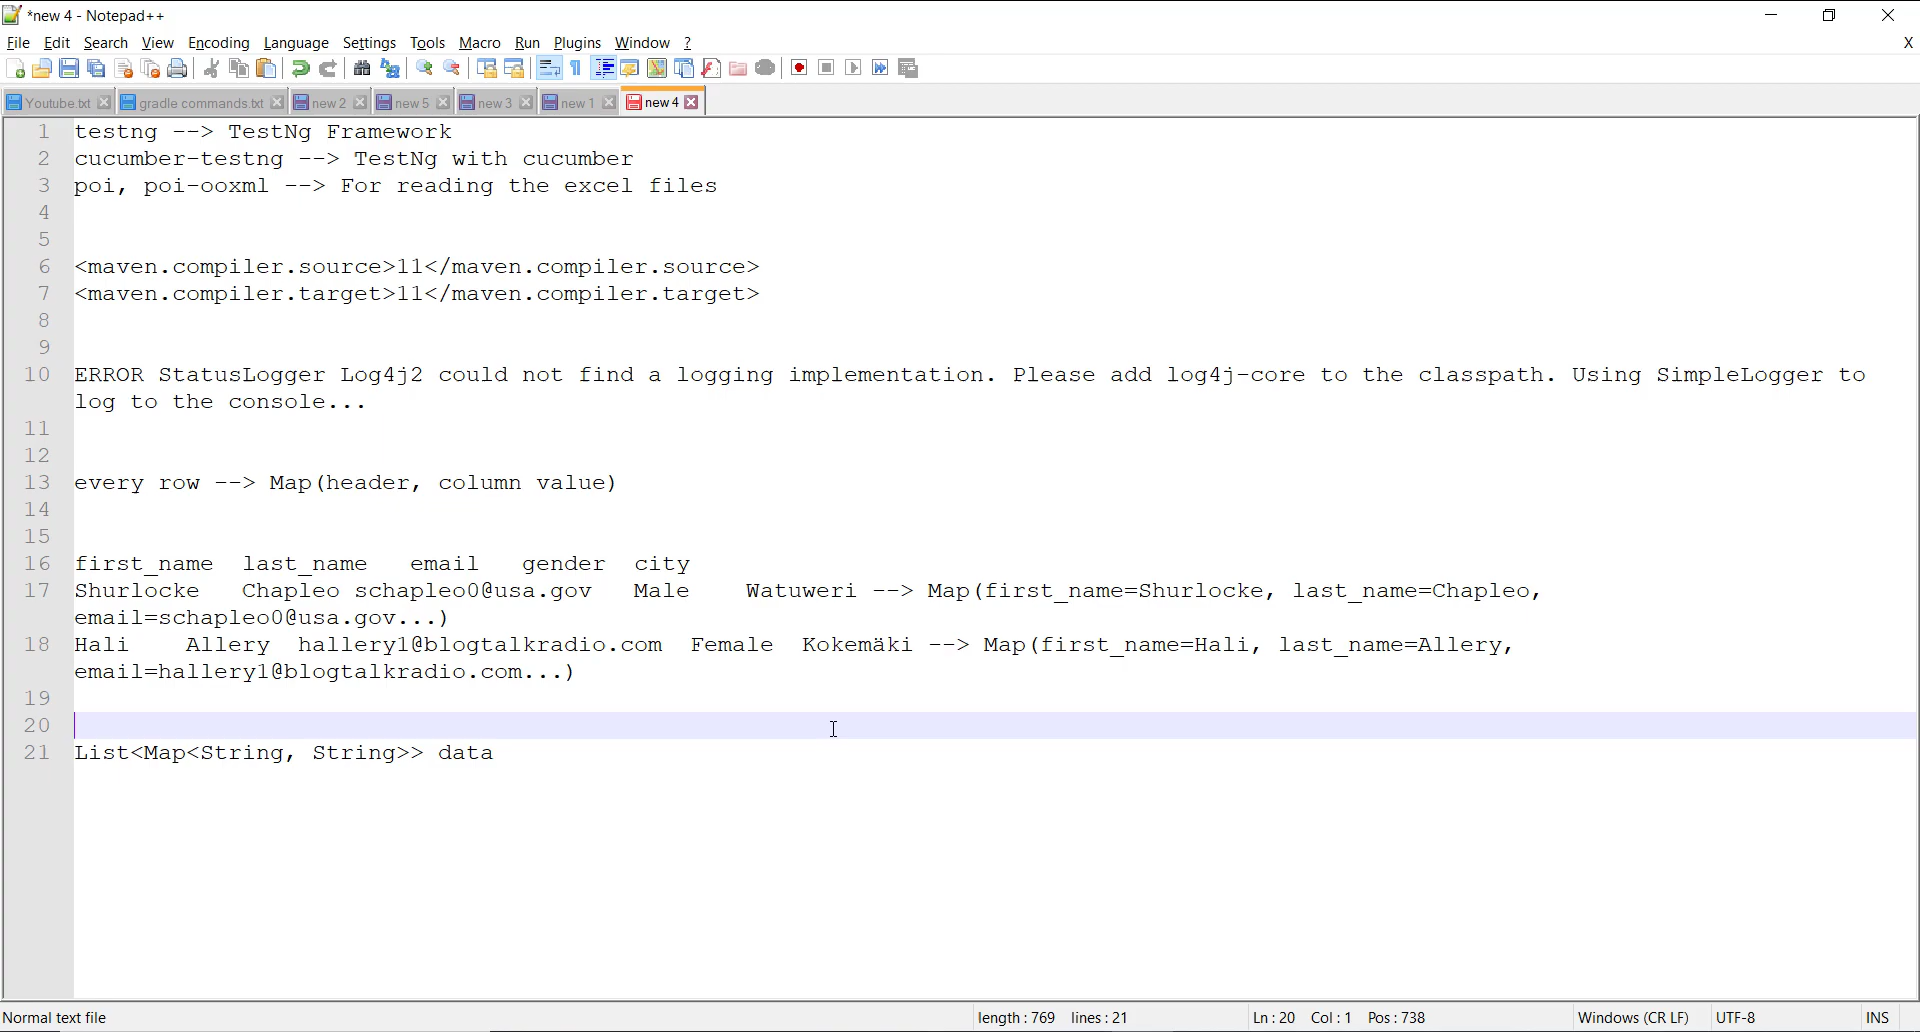 *new 4 - Notepad++
File Edit Search View Encoding Language Settings Tools Macro Run Plugins Window ? X
Youtube.txt gradle commands.txt new 2 new 5 new 3 new 1 new 4
1 testng --> TestNg Framework
2 cucumber-testng --> TestNg with cucumber
3 poi, poi-ooxml --> For reading the excel files
4
5
6 <maven.compiler.source>11</maven.compiler.source>
7 <maven.compiler.target>11</maven.compiler.target>
8
9
10 ERROR StatusLogger Log4j2 could not find a logging implementation. Please add log4j-core to the classpath. Using SimpleLogger to
log to the console...
11
12
13 every row --> Map(header, column value)
14
15
16 first_name last_name email gender city
17 Shurlocke Chapleo schapleo0@usa.gov Male Watuweri --> Map(first_name=Shurlocke, last_name=Chapleo,
email=schapleo0@usa.gov...)
18 Hali Allery hallery1@blogtalkradio.com Female Kokemäki --> Map(first_name=Hali, last_name=Allery,
email=hallery1@blogtalkradio.com...)
19
20
21 List<Map<String, String>> data
Normal text file length : 769 lines : 21 Ln : 20 Col : 1 Pos : 738 Windows (CR LF) UTF-8 INS